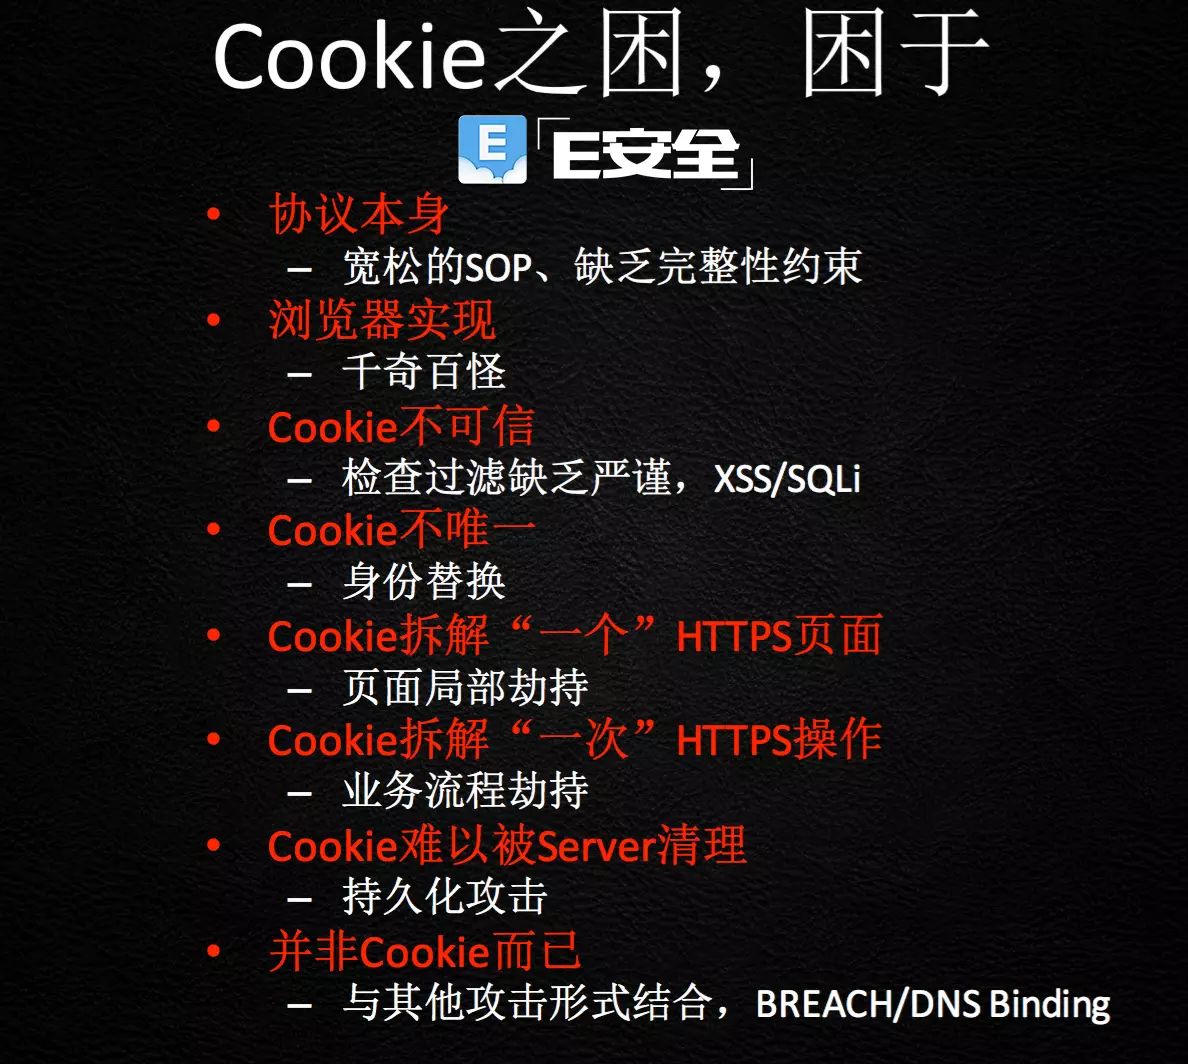 Cookie之困，困于
E
E安全
• 协议本身
– 宽松的SOP、缺乏完整性约束
• 浏览器实现
– 千奇百怪
• Cookie不可信
– 检查过滤缺乏严谨，XSS/SQLi
• Cookie不唯一
– 身份替换
• Cookie拆解“一个”HTTPS页面
– 页面局部劫持
• Cookie拆解“一次”HTTPS操作
– 业务流程劫持
• Cookie难以被Server清理
– 持久化攻击
• 并非Cookie而已
– 与其他攻击形式结合，BREACH/DNS Binding